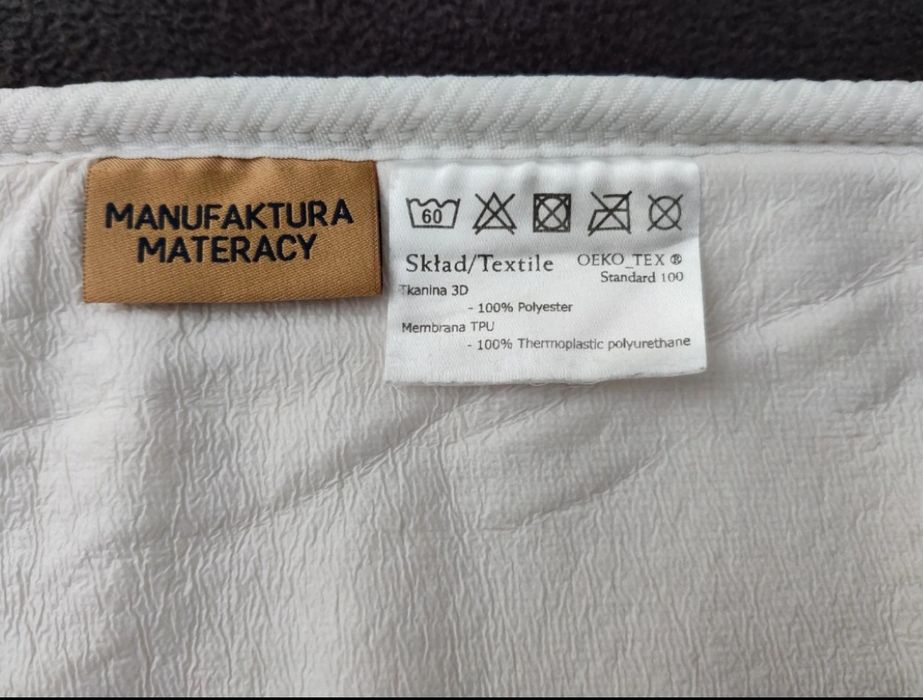 MANUFAKTURA
MATERACY
60
Skład/Textile
OEKO_TEX ®
Standard 100
Tkanina 3D
- 100% Polyester
Membrana TPU
- 100% Thermoplastic polyurethane